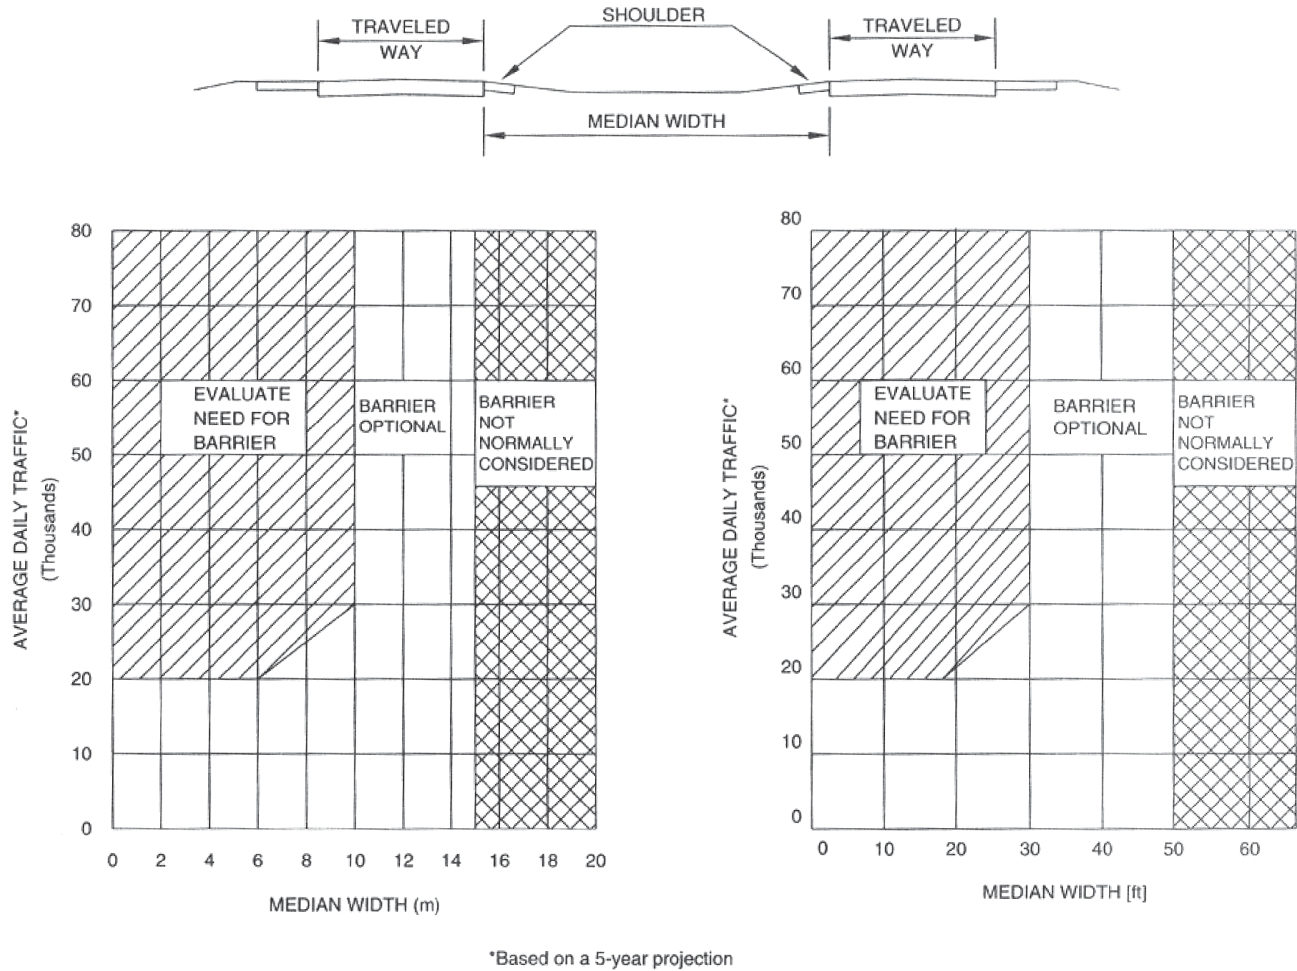 SHOULDER
TRAVELED
WAY
TRAVELED
WAY
MEDIAN WIDTH
AVERAGE DAILY TRAFFIC*
(Thousands)
80
70
60
50
40
30
20
10
0
EVALUATE
NEED FOR
BARRIER
BARRIER
OPTIONAL
BARRIER
NOT
NORMALLY
CONSIDERED
0 2 4 6 8 10 12 14 16 18 20
MEDIAN WIDTH (m)
AVERAGE DAILY TRAFFIC*
(Thousands)
80
70
60
50
40
30
20
10
0
EVALUATE
NEED FOR
BARRIER
BARRIER
OPTIONAL
BARRIER
NOT
NORMALLY
CONSIDERED
0 10 20 30 40 50 60
MEDIAN WIDTH [ft]
*Based on a 5-year projection